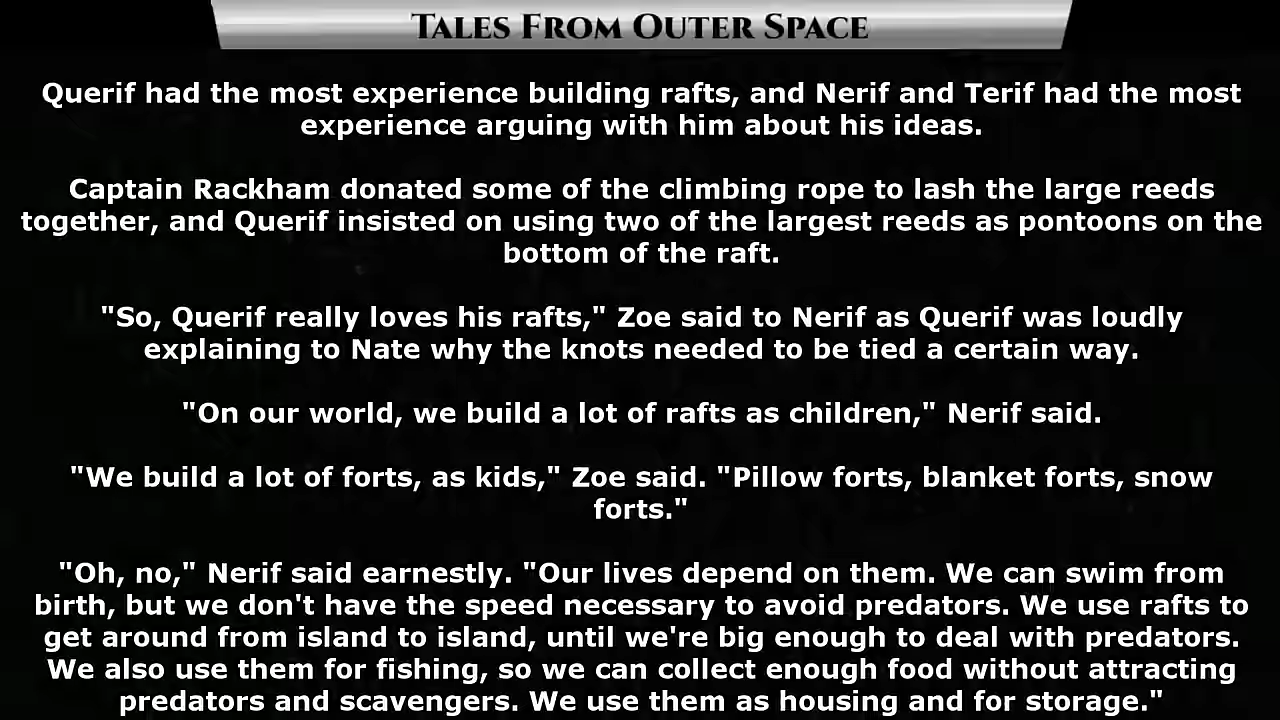 Tales From Outer Space
Querif had the most experience building rafts, and Nerif and Terif had the most
experience arguing with him about his ideas.
Captain Rackham donated some of the climbing rope to lash the large reeds
together, and Querif insisted on using two of the largest reeds as pontoons on the
bottom of the raft.
"So, Querif really loves his rafts," Zoe said to Nerif as Querif was loudly
explaining to Nate why the knots needed to be tied a certain way.
"On our world, we build a lot of rafts as children," Nerif said.
"We build a lot of forts, as kids," Zoe said. "Pillow forts, blanket forts, snow
forts."
"Oh, no," Nerif said earnestly. "Our lives depend on them. We can swim from
birth, but we don't have the speed necessary to avoid predators. We use rafts to
get around from island to island, until we're big enough to deal with predators.
We also use them for fishing, so we can collect enough food without attracting
predators and scavengers. We use them as housing and for storage."